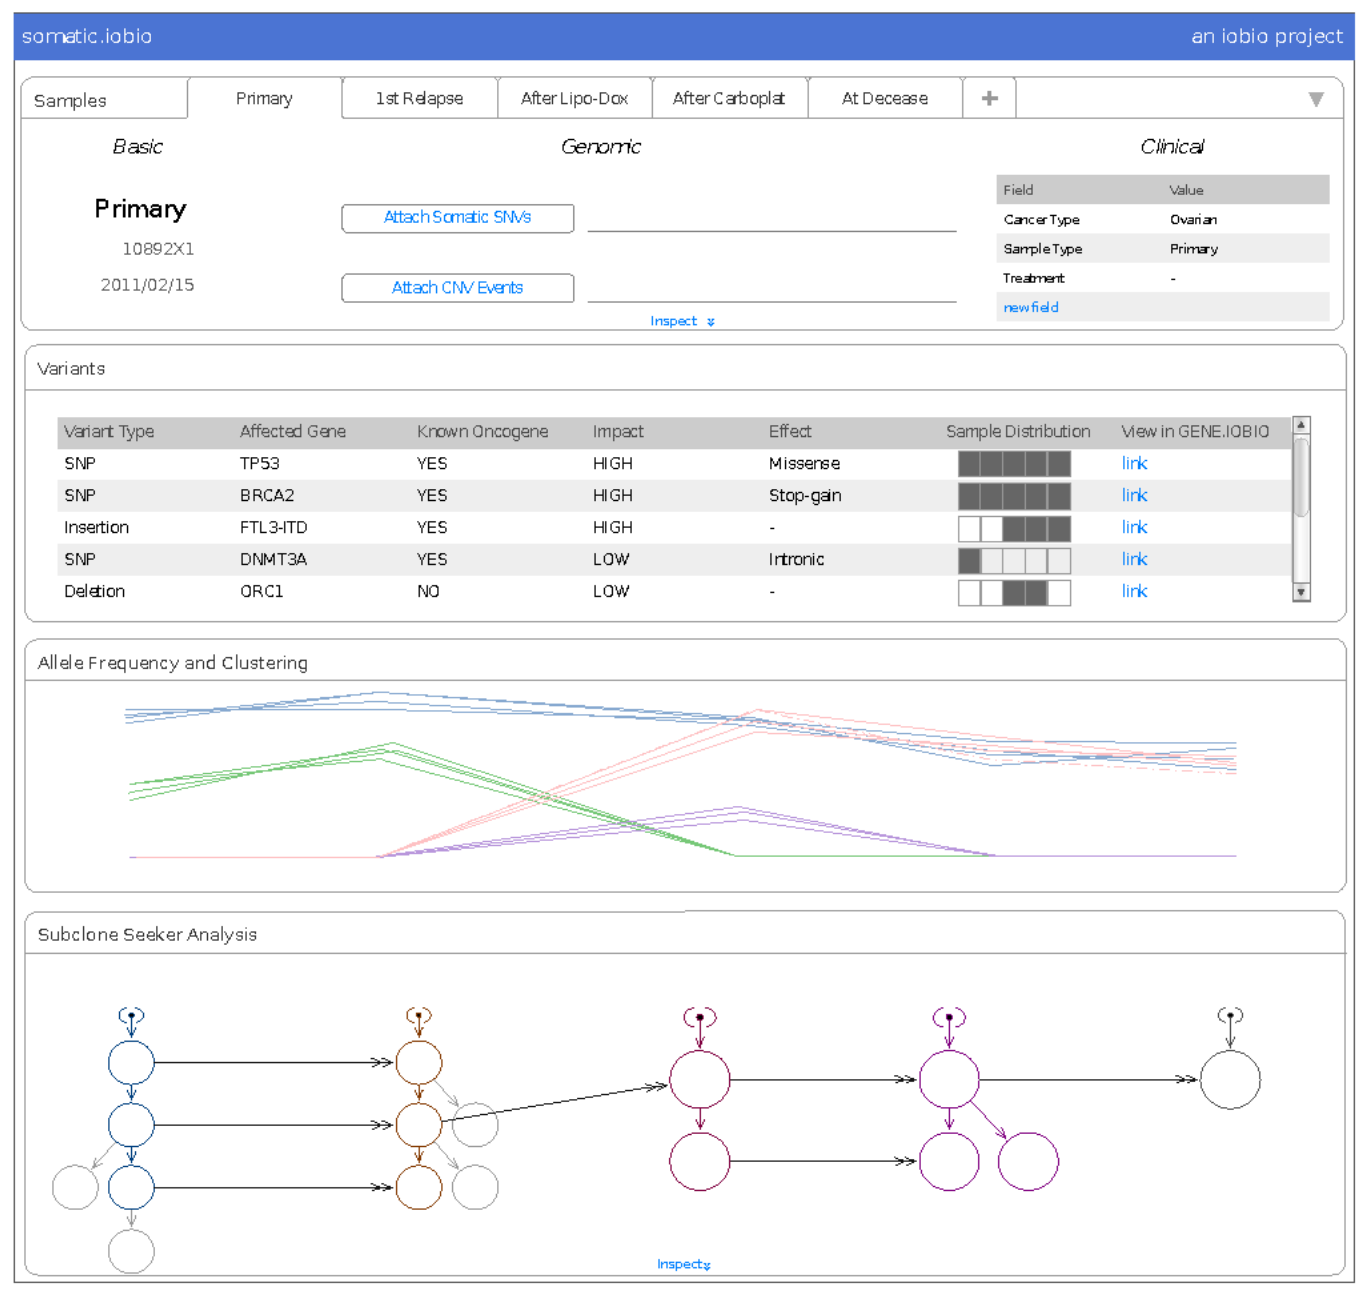 somatic.iobio an iobio project
Samples Primary 1st Relapse After Lipo-Dox After Carboplat At Decease +
Basic Genomic Clinical
Field Value
Primary Attach Somatic SNVs Cancer Type Ovarian
10892X1 Sample Type Primary
2011/02/15 Attach CNV Events Treatment -
new field
Inspect
Variants
Variant Type Affected Gene Known Oncogene Impact Effect Sample Distribution View in GENE.IOBIO
SNP TP53 YES HIGH Missense link
SNP BRCA2 YES HIGH Stop-gain link
Insertion FTL3-ITD YES HIGH - link
SNP DNMT3A YES LOW Intronic link
Deletion ORC1 NO LOW - link
Allele Frequency and Clustering
Subclone Seeker Analysis
Inspect